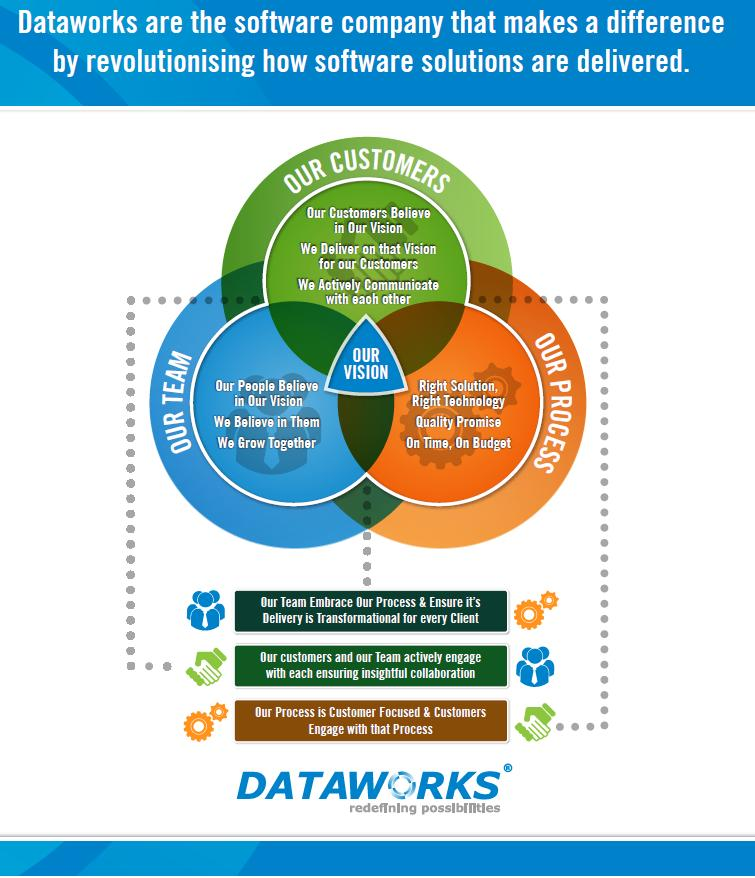 Dataworks are the software company that makes a difference
by revolutionising how software solutions are delivered.
OUR CUSTOMERS
Our Customers Believe
in Our Vision
We Deliver on that Vision
for our Customers
We Actively Communicate
with each other
OUR VISION
OUR TEAM
Our People Believe
in Our Vision
We Believe in Them
We Grow Together
OUR PROCESS
Right Solution,
Right Technology
Quality Promise
On Time, On Budget
Our Team Embrace Our Process & Ensure it's
Delivery is Transformational for every Client
Our customers and our Team actively engage
with each ensuring insightful collaboration
Our Process is Customer Focused & Customers
Engage with that Process
DATAWORKS®
redefining possibilities